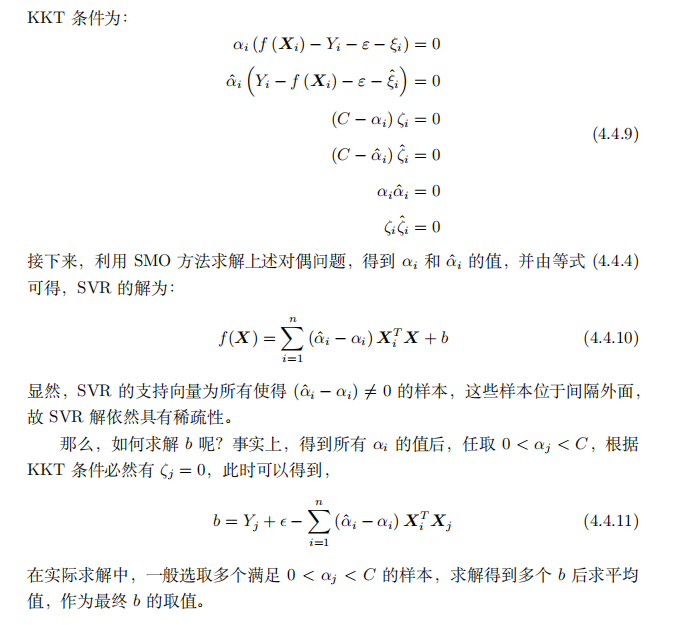 KKT 条件为：
αᵢ (f (𝑿ᵢ) − Yᵢ − ε − ξᵢ) = 0
α̂ᵢ (Yᵢ − f (𝑿ᵢ) − ε − ξ̂ᵢ) = 0
(C − αᵢ) ζᵢ = 0
(C − α̂ᵢ) ζ̂ᵢ = 0
αᵢα̂ᵢ = 0
ζᵢζ̂ᵢ = 0
(4.4.9)
接下来，利用 SMO 方法求解上述对偶问题，得到 αᵢ 和 α̂ᵢ 的值，并由等式 (4.4.4)
可得，SVR 的解为：
f(𝑿) = ∑ᵢ₌₁ⁿ (α̂ᵢ − αᵢ) 𝑿ᵢᵀ𝑿 + b (4.4.10)
显然，SVR 的支持向量为所有使得 (α̂ᵢ − αᵢ) ≠ 0 的样本，这些样本位于间隔外面，
故 SVR 解依然具有稀疏性。
那么，如何求解 b 呢？事实上，得到所有 αᵢ 的值后，任取 0 < αⱼ < C，根据
KKT 条件必然有 ζⱼ = 0，此时可以得到，
b = Yⱼ + ϵ − ∑ᵢ₌₁ⁿ (α̂ᵢ − αᵢ) 𝑿ᵢᵀ𝑿ⱼ (4.4.11)
在实际求解中，一般选取多个满足 0 < αⱼ < C 的样本，求解得到多个 b 后求平均
值，作为最终 b 的取值。